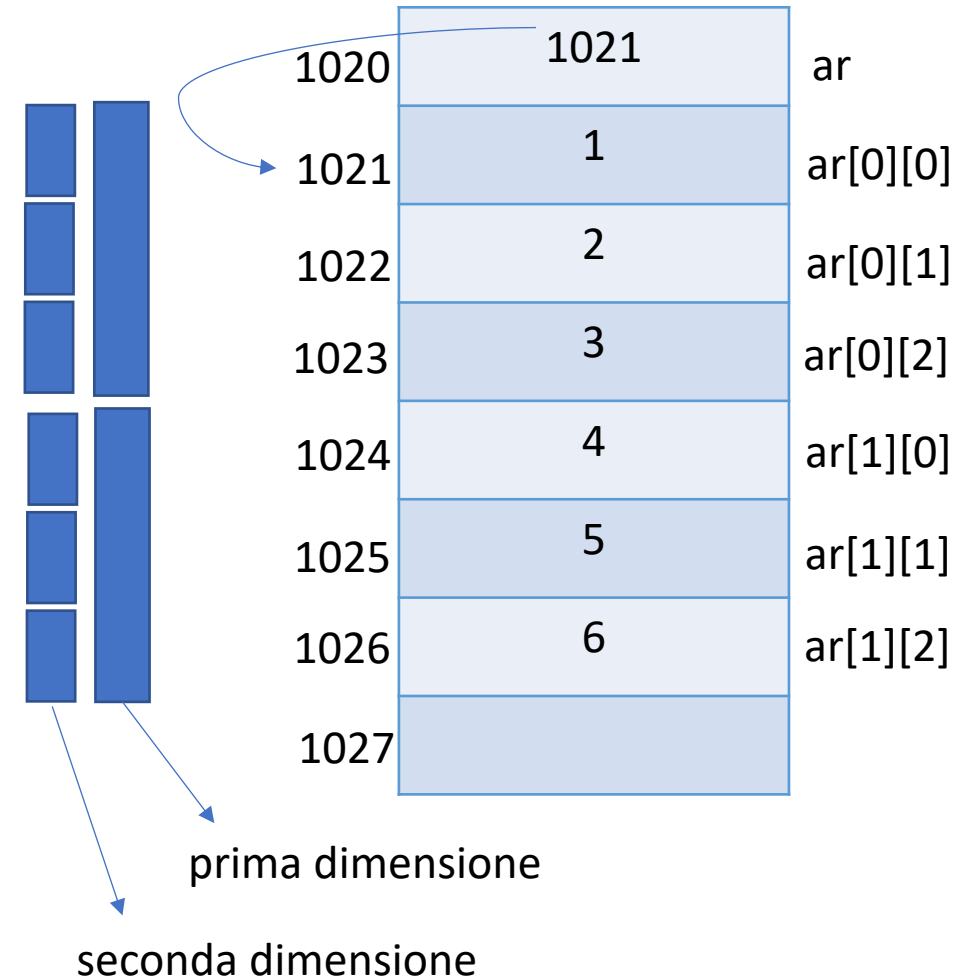 1020 1021 ar
1021 1 ar[0][0]
1022 2 ar[0][1]
1023 3 ar[0][2]
1024 4 ar[1][0]
1025 5 ar[1][1]
1026 6 ar[1][2]
1027
prima dimensione
seconda dimensione